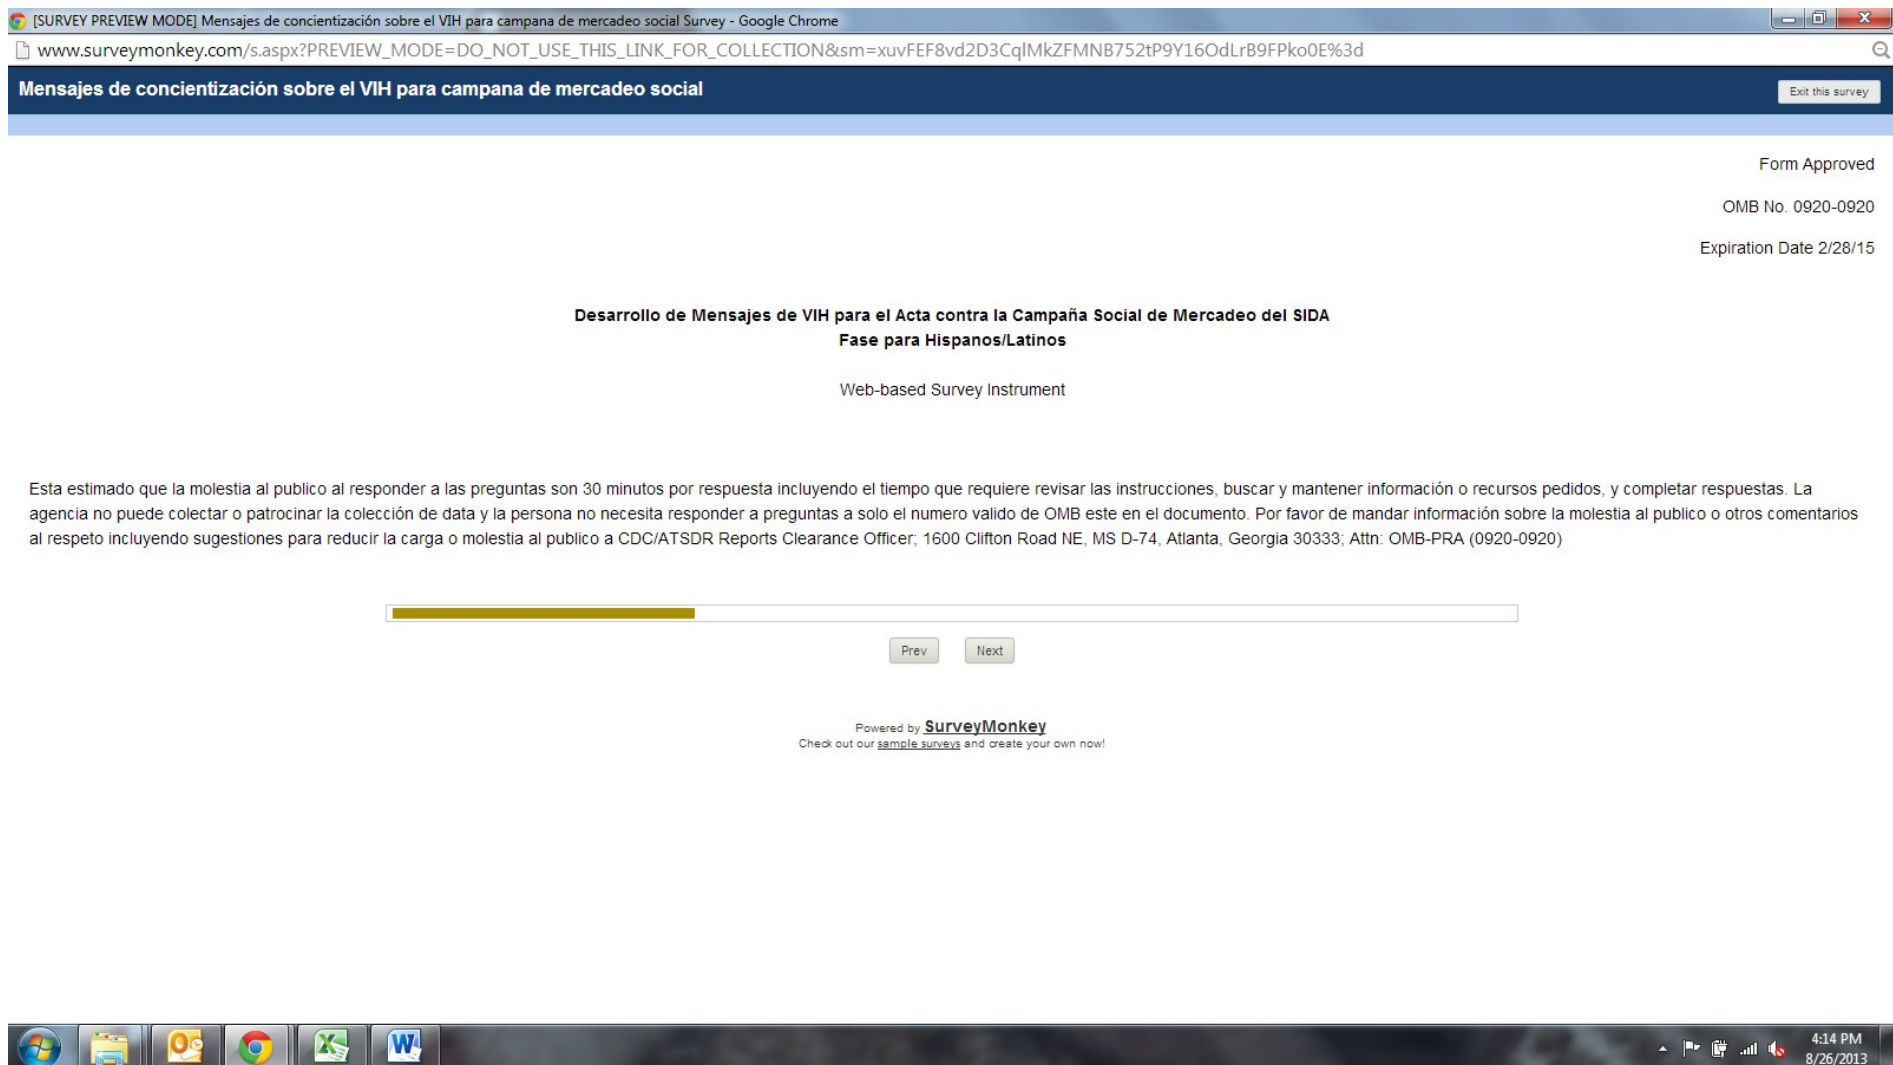 [SURVEY PREVIEW MODE] Mensajes de concientización sobre el VIH para campana de mercadeo social Survey - Google Chrome
www.surveymonkey.com/s.aspx?PREVIEW_MODE=DO_NOT_USE_THIS_LINK_FOR_COLLECTION&sm=xuvFEF8vd2D3CqlMkZFMNB752tP9Y16OdLrB9FPko0E%3d
Mensajes de concientización sobre el VIH para campana de mercadeo social
Exit this survey
Form Approved
OMB No. 0920-0920
Expiration Date 2/28/15
Desarrollo de Mensajes de VIH para el Acta contra la Campaña Social de Mercadeo del SIDA
Fase para Hispanos/Latinos
Web-based Survey Instrument
Esta estimado que la molestia al publico al responder a las preguntas son 30 minutos por respuesta incluyendo el tiempo que requiere revisar las instrucciones, buscar y mantener información o recursos pedidos, y completar respuestas. La
agencia no puede colectar o patrocinar la colección de data y la persona no necesita responder a preguntas a solo el numero valido de OMB este en el documento. Por favor de mandar información sobre la molestia al publico o otros comentarios
al respeto incluyendo sugestiones para reducir la carga o molestia al publico a CDC/ATSDR Reports Clearance Officer; 1600 Clifton Road NE, MS D-74, Atlanta, Georgia 30333; Attn: OMB-PRA (0920-0920)
Prev Next
Powered by SurveyMonkey
Check out our sample surveys and create your own now!
4:14 PM
8/26/2013